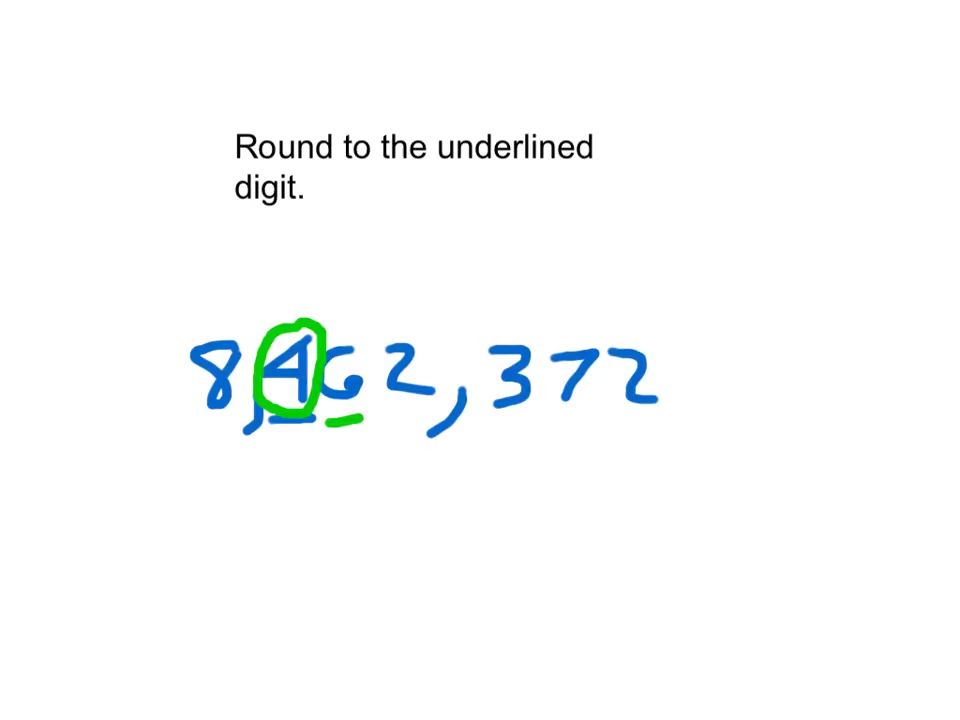 Round to the underlined
digit.
8,462,372